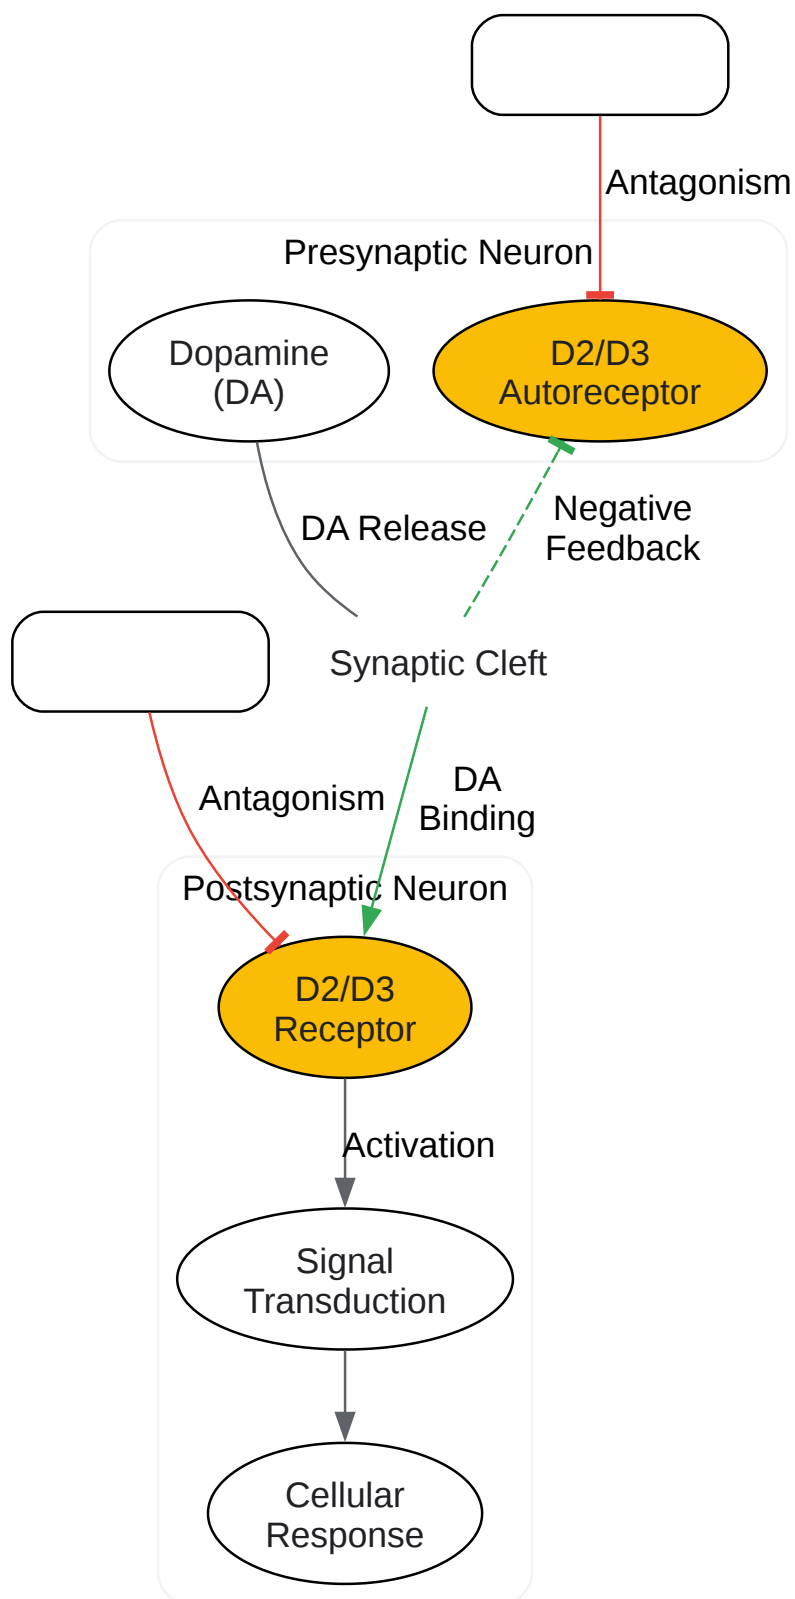 Antagonism
Presynaptic Neuron
Dopamine
(DA)
D2/D3
Autoreceptor
DA Release
Negative
Feedback
Synaptic Cleft
Antagonism
DA
Binding
Postsynaptic Neuron
D2/D3
Receptor
Activation
Signal
Transduction
Cellular
Response